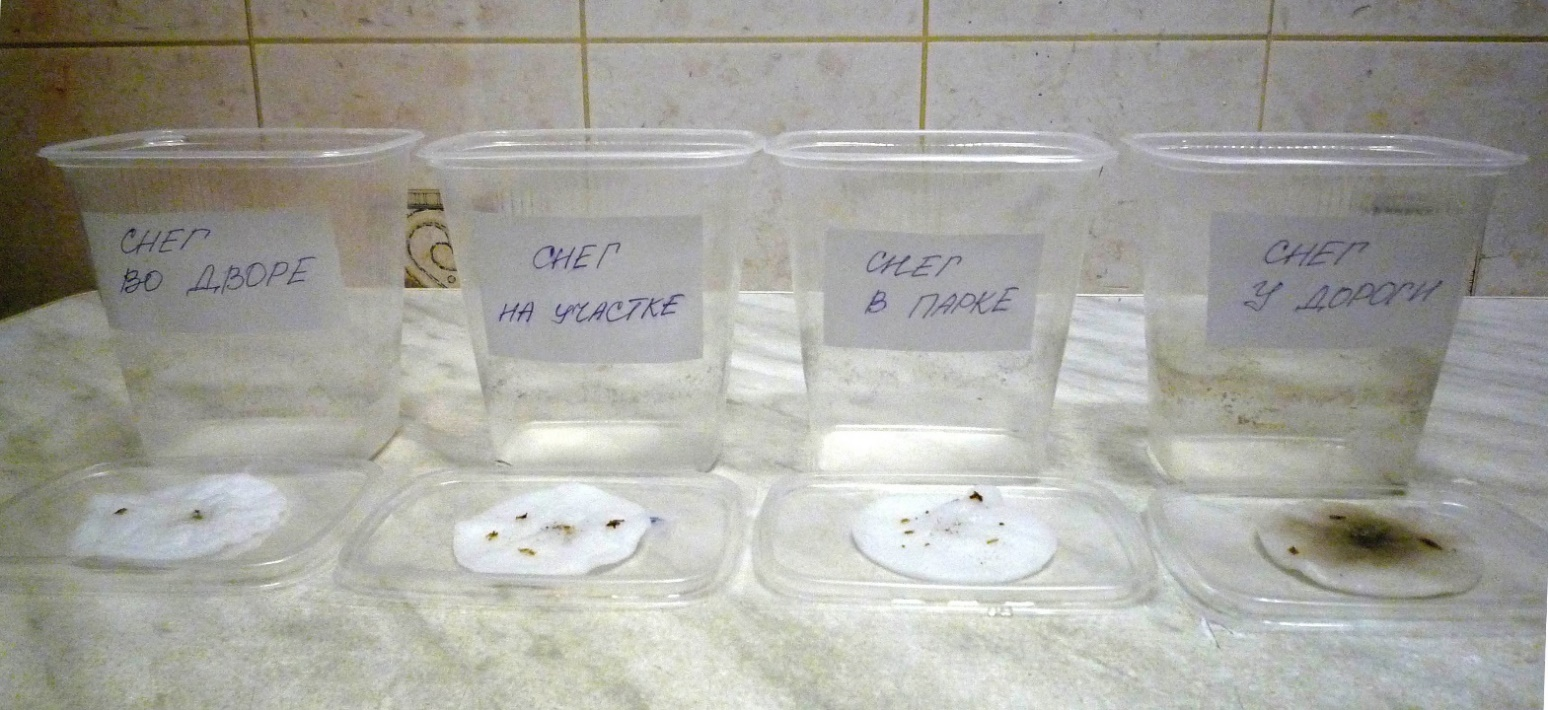 СНЕГ
ВО ДВОРЕ
СНЕГ
НА УЧАСТКЕ
СНЕГ
В ПАРКЕ
СНЕГ
У ДОРОГИ